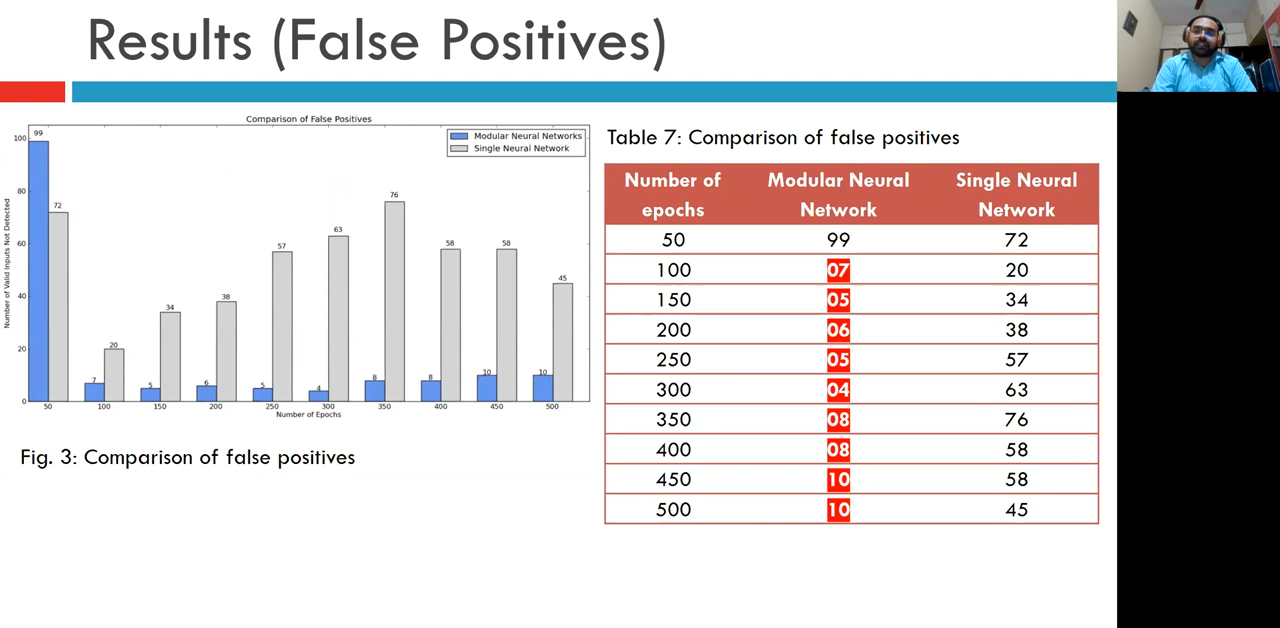 Results (False Positives)
Comparison of False Positives
Modular Neural Networks
Single Neural Network
Number of Valid Inputs Not Detected
100
80
60
40
20
0
99
72
7
20
5
34
6
38
5
57
4
63
8
76
8
58
10
58
10
45
50 100 150 200 250 300 350 400 450 500
Number of Epochs
Fig. 3: Comparison of false positives
Table 7: Comparison of false positives
Number of epochs Modular Neural Network Single Neural Network
50 99 72
100 07 20
150 05 34
200 06 38
250 05 57
300 04 63
350 08 76
400 08 58
450 10 58
500 10 45